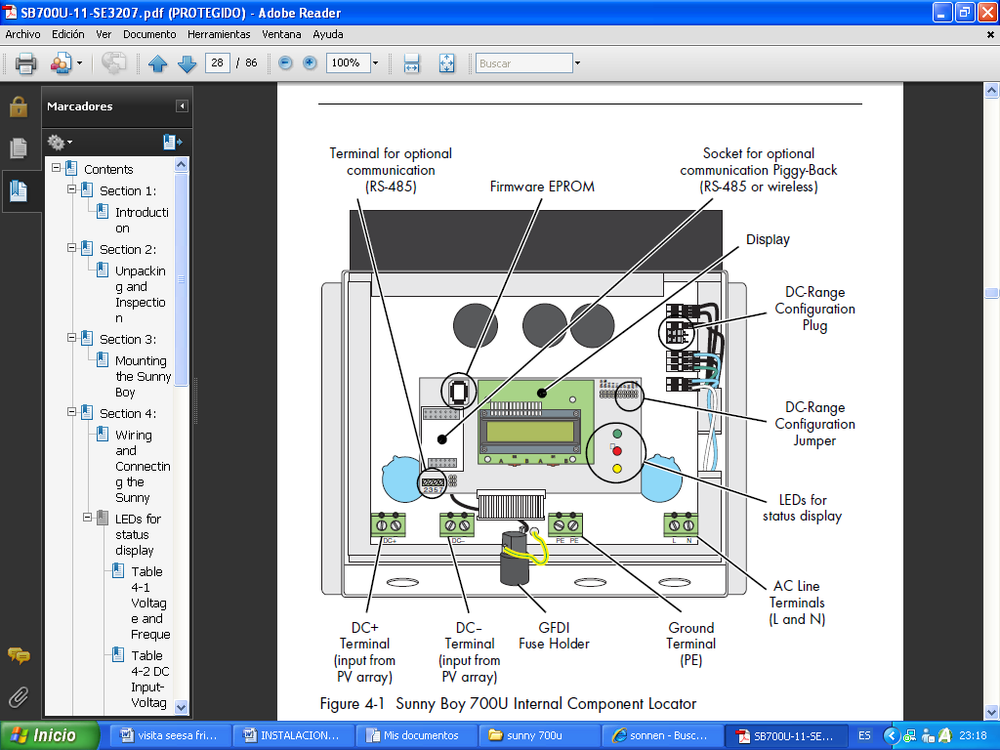 SB700U-11-SE3207.pdf (PROTEGIDO) - Adobe Reader
Archivo Edición Ver Documento Herramientas Ventana Ayuda
28 / 86 100% Buscar
Marcadores
Contents
Section 1:
Introducti
on
Section 2:
Unpackin
g and
Inspectio
n
Section 3:
Mounting
the Sunny
Boy
Section 4:
Wiring
and
Connectin
g the
Sunny
LEDs for
status
display
Table
4-1
Voltag
e and
Freque
Table
4-2 DC
Input-
Voltag
Terminal for optional
communication
(RS-485)
Firmware EPROM
Socket for optional
communication Piggy-Back
(RS-485 or wireless)
Display
DC-Range
Configuration
Plug
DC-Range
Configuration
Jumper
LEDs for
status display
A B A B
2 3 5 7
DC+
DC–
PE PE
L N
AC Line
Terminals
(L and N)
DC+
Terminal
(input from
PV array)
DC–
Terminal
(input from
PV array)
GFDI
Fuse Holder
Ground
Terminal
(PE)
Figure 4-1 Sunny Boy 700U Internal Component Locator
Inicio
visita seesa fri...
INSTALACION...
Mis documentos
sunny 700u
sonnen - Busc...
SB700U-11-SE...
ES
23:18